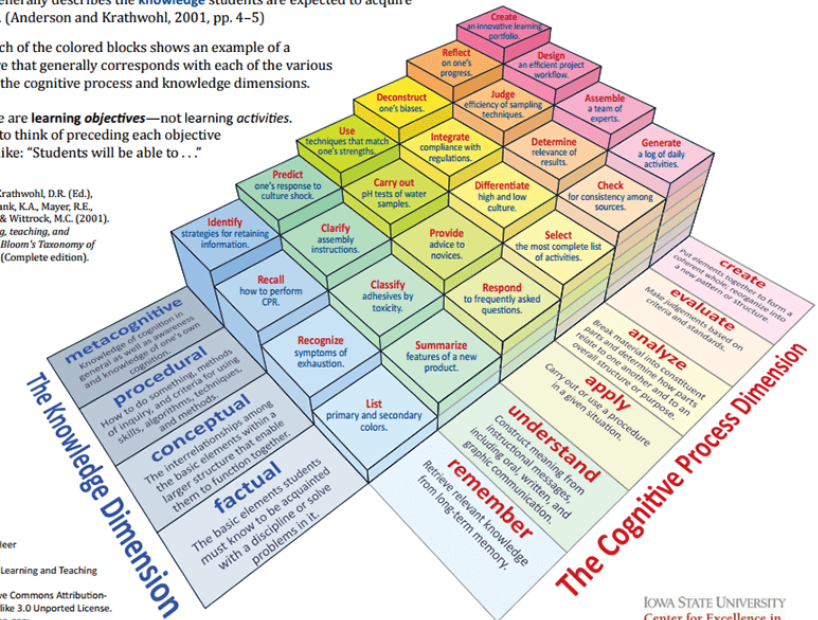 generally describes the knowledge students are expected to acquire
(Anderson and Krathwohl, 2001, pp. 4–5)
ch of the colored blocks shows an example of a
e that generally corresponds with each of the various
the cognitive process and knowledge dimensions.
e are learning objectives—not learning activities.
to think of preceding each objective
like: “Students will be able to . . .”
Krathwohl, D.R. (Ed.),
ank, K.A., Mayer, R.E.,
& Wittrock, M.C. (2001).
g, teaching, and
Bloom’s Taxonomy of
(Complete edition).
Create
an innovative learning
portfolio.
Reflect
on one’s
progress.
Design
an efficient project
workflow.
Deconstruct
one’s biases.
Judge
efficiency of sampling
techniques.
Assemble
a team of
experts.
Use
techniques that match
one’s strengths.
Integrate
compliance with
regulations.
Determine
relevance of
results.
Generate
a log of daily
activities.
Predict
one’s response to
culture shock.
Carry out
pH tests of water
samples.
Differentiate
high and low
culture.
Check
for consistency among
sources.
Identify
strategies for retaining
information.
Clarify
assembly
instructions.
Provide
advice to
novices.
Select
the most complete list
of activities.
Recall
how to perform
CPR.
Classify
adhesives by
toxicity.
Respond
to frequently asked
questions.
Recognize
symptoms of
exhaustion.
Summarize
features of a new
product.
List
primary and secondary
colors.
metacognitive
Knowledge of cognition in
general as well as awareness
and knowledge of one’s own
cognition.
procedural
How to do something, methods
of inquiry, and criteria for using
skills, algorithms, techniques,
and methods.
conceptual
The interrelationships among
the basic elements within a
larger structure that enable
them to function together.
factual
The basic elements students
must know to be acquainted
with a discipline or solve
problems in it.
The Knowledge Dimension
create
Put elements together to form a
coherent whole; reorganize into
a new pattern or structure.
evaluate
Make judgements based on
criteria and standards.
analyze
Break material into constituent
parts and determine how parts
relate to one another and to an
overall structure or purpose.
apply
Carry out or use a procedure
in a given situation.
understand
Construct meaning from
instructional messages,
including oral, written, and
graphic communication.
remember
Retrieve relevant knowledge
from long-term memory.
The Cognitive Process Dimension
Heer
Learning and Teaching
ve Commons Attribution-
like 3.0 Unported License.
IOWA STATE UNIVERSITY
Center for Excellence in